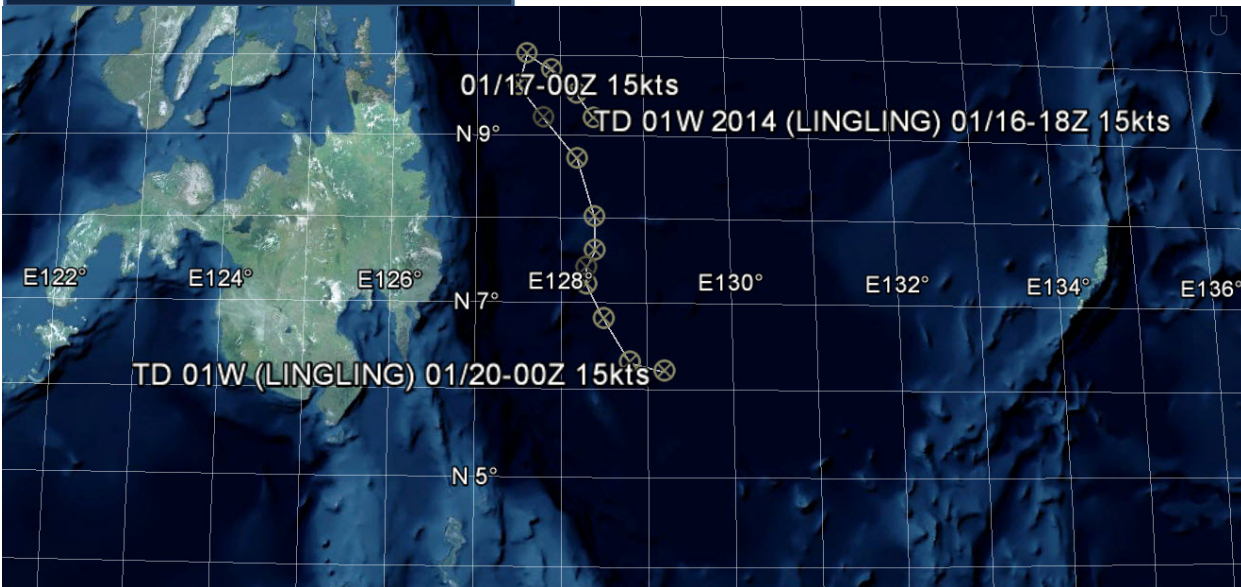 01/17-00Z 15kts
TD 01W 2014 (LINGLING) 01/16-18Z 15kts
N 9°
E122°
E124°
E126°
E128°
E130°
E132°
E134°
E136°
N 7°
TD 01W (LINGLING) 01/20-00Z 15kts
N 5°